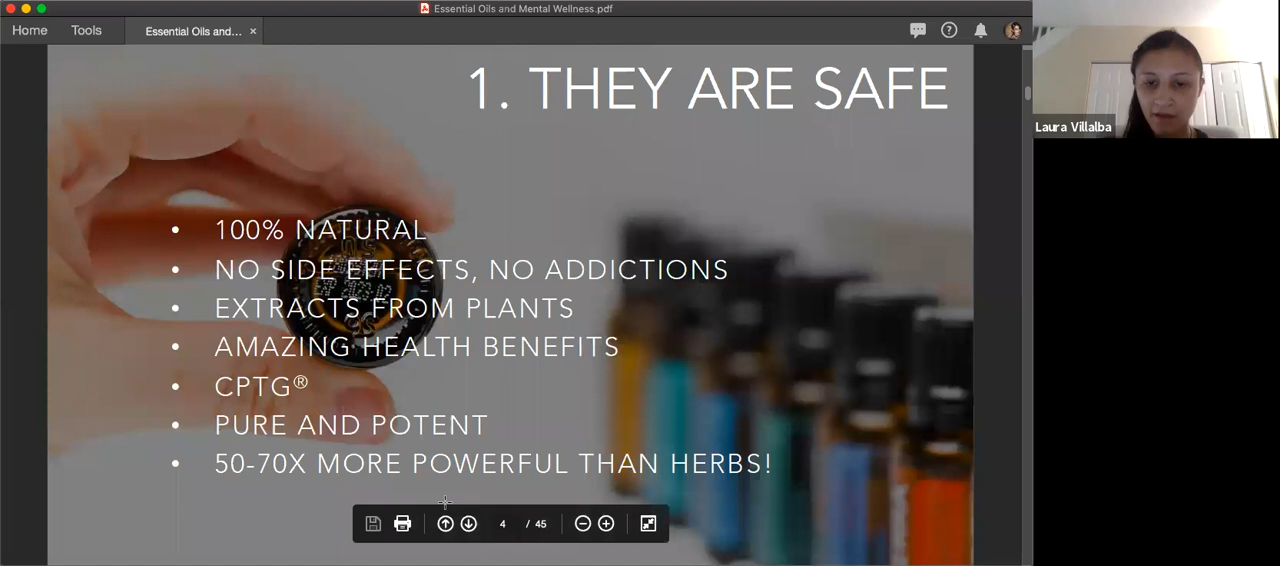 Essential Oils and Mental Wellness.pdf
Home
Tools
Essential Oils and...
1. THEY ARE SAFE
• 100% NATURAL
• NO SIDE EFFECTS, NO ADDICTIONS
• EXTRACTS FROM PLANTS
• AMAZING HEALTH BENEFITS
• CPTG®
• PURE AND POTENT
• 50-70X MORE POWERFUL THAN HERBS!
4 / 45
Laura Villalba